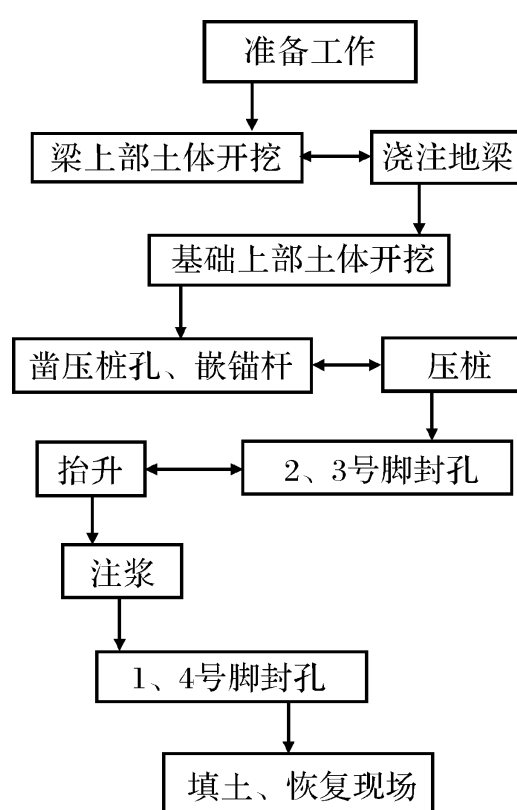 准备工作
梁上部土体开挖
浇注地梁
基础上部土体开挖
凿压桩孔、嵌锚杆
压桩
抬升
2、3号脚封孔
注浆
1、4号脚封孔
填土、恢复现场